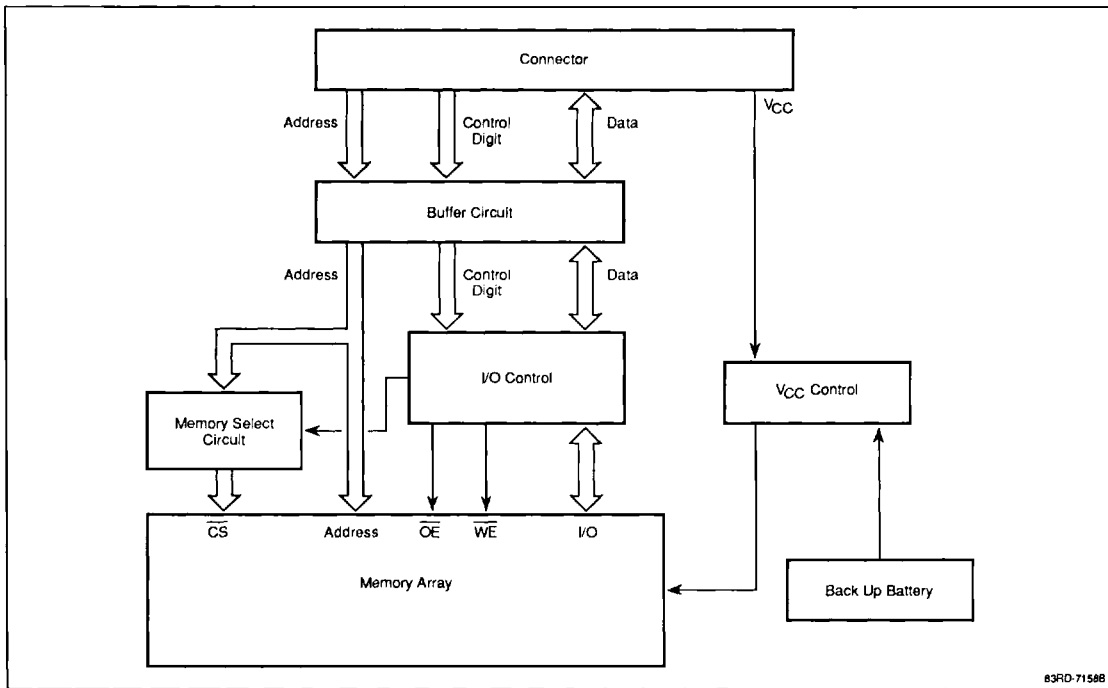 Connector
Address
Control
Digit
Data
VCC
Buffer Circuit
Address
Control
Digit
Data
I/O Control
VCC Control
Memory Select
Circuit
CS
Address
OE
WE
I/O
Memory Array
Back Up Battery
83RD-7158B